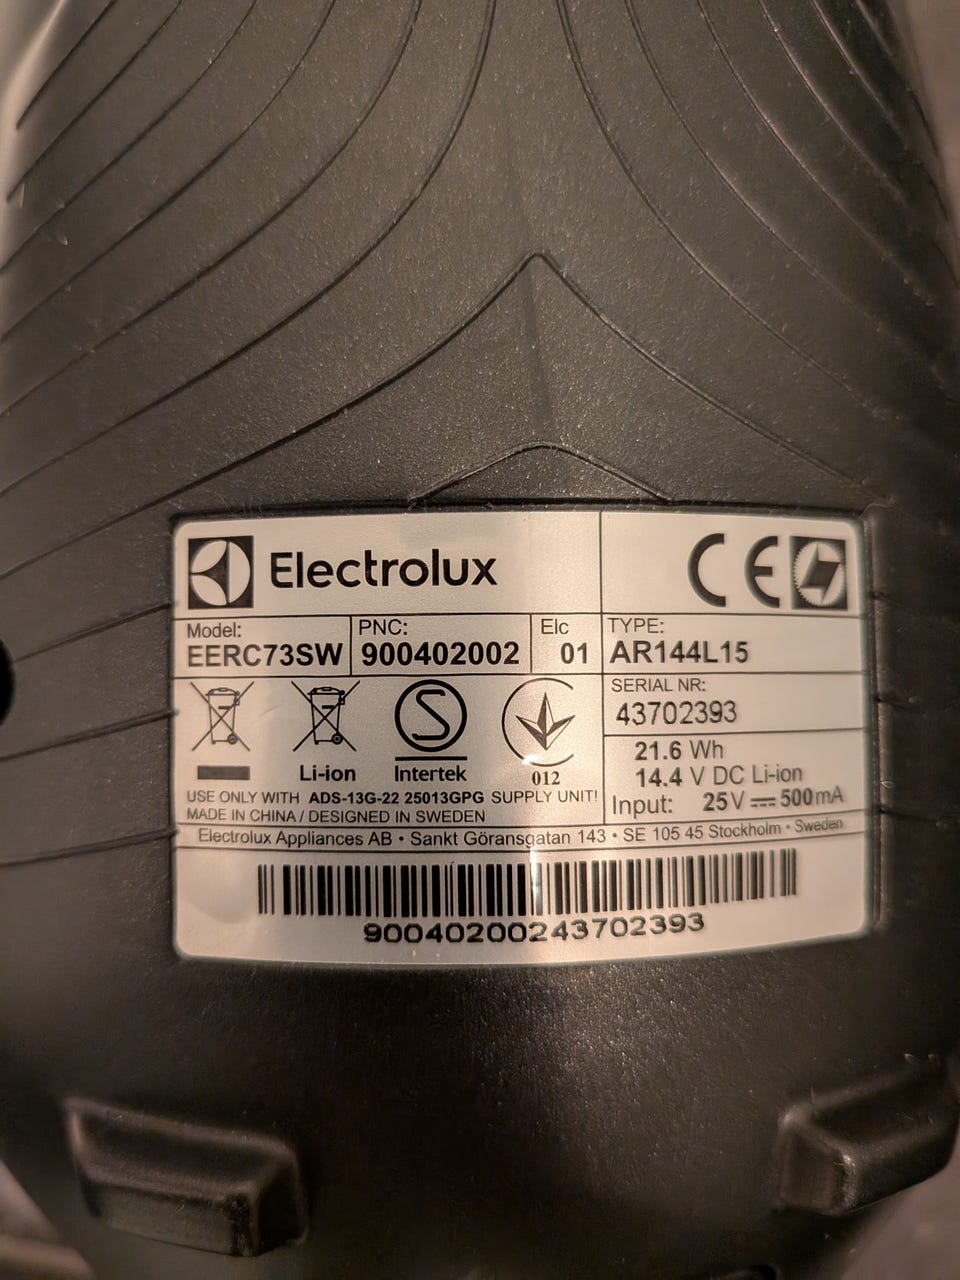 Electrolux CE
Model: PNC: Elc TYPE:
EERC73SW 900402002 01 AR144L15
SERIAL NR:
43702393
21.6 Wh
14.4 V DC Li-ion
Input: 25V ⎓ 500mA
Li-ion S Intertek 012
USE ONLY WITH ADS-13G-22 25013GPG SUPPLY UNIT!
MADE IN CHINA / DESIGNED IN SWEDEN
Electrolux Appliances AB • Sankt Göransgatan 143 • SE 105 45 Stockholm • Sweden
90040200243702393